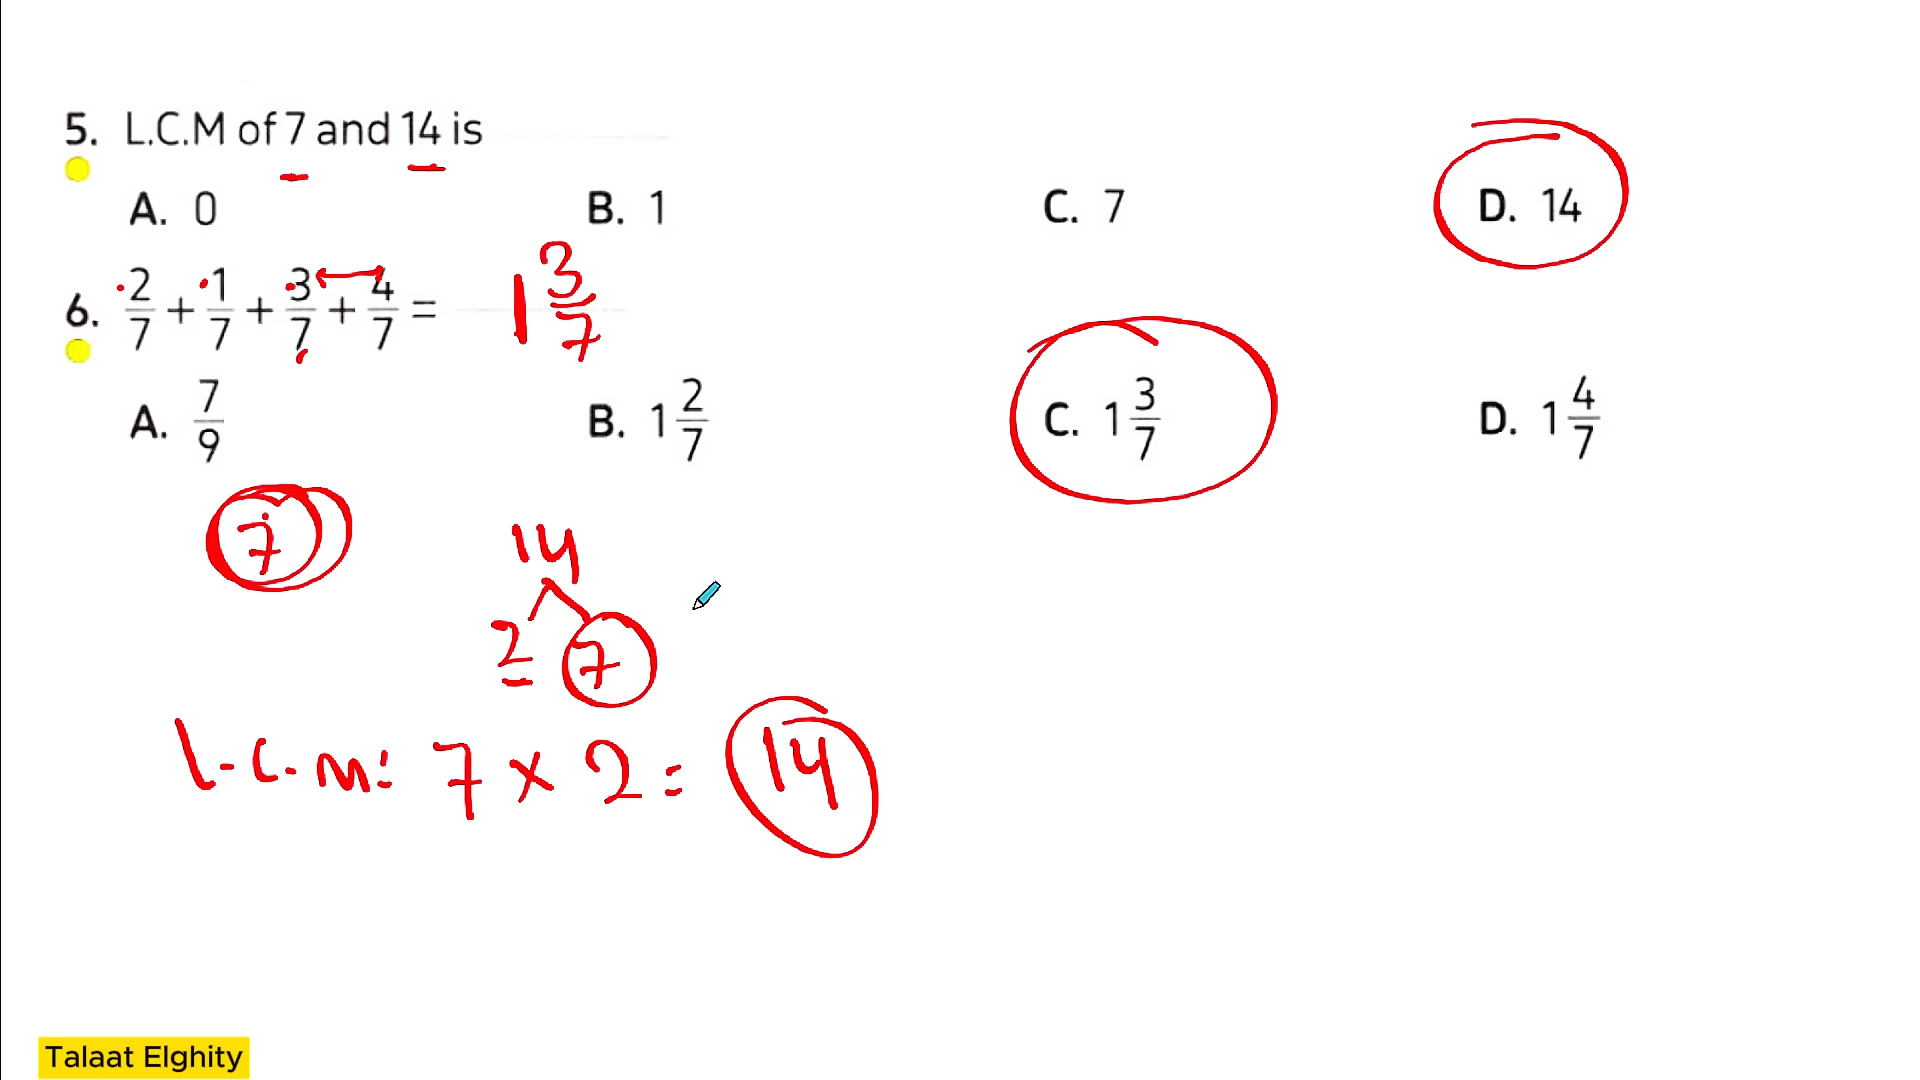 5. L.C.M of 7 and 14 is
A. 0 B. 1 C. 7 D. 14
6. 2/7 + 1/7 + 3/7 + 4/7 = 1 3/7
A. 7/9 B. 1 2/7 C. 1 3/7 D. 1 4/7
7
14
2 7
L.C.M: 7 × 2 = 14
Talaat Elghity